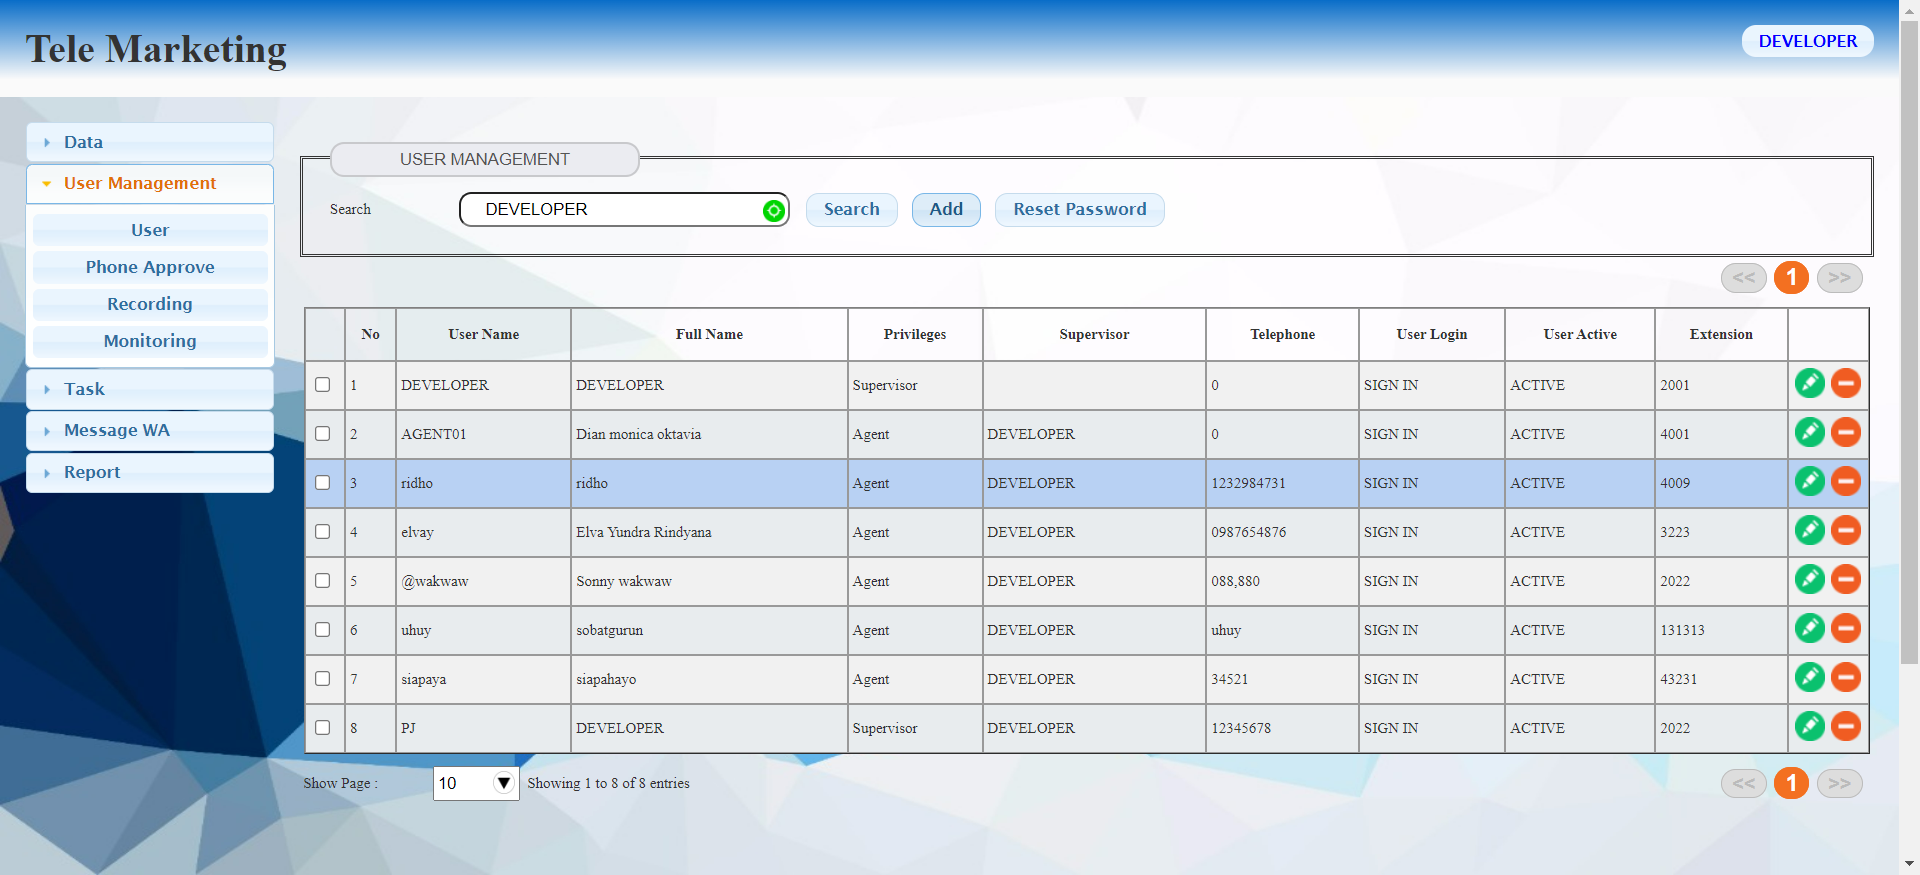 Tele Marketing
DEVELOPER
Data
User Management
User
Phone Approve
Recording
Monitoring
Task
Message WA
Report
USER MANAGEMENT
Search DEVELOPER Search Add Reset Password
<< 1 >>
No User Name Full Name Privileges Supervisor Telephone User Login User Active Extension
1 DEVELOPER DEVELOPER Supervisor 0 SIGN IN ACTIVE 2001
2 AGENT01 Dian monica oktavia Agent DEVELOPER 0 SIGN IN ACTIVE 4001
3 ridho ridho Agent DEVELOPER 1232984731 SIGN IN ACTIVE 4009
4 elvay Elva Yundra Rindyana Agent DEVELOPER 0987654876 SIGN IN ACTIVE 3223
5 @wakwaw Sonny wakwaw Agent DEVELOPER 088,880 SIGN IN ACTIVE 2022
6 uhuy sobatgurun Agent DEVELOPER uhuy SIGN IN ACTIVE 131313
7 siapaya siapahayo Agent DEVELOPER 34521 SIGN IN ACTIVE 43231
8 PJ DEVELOPER Supervisor DEVELOPER 12345678 SIGN IN ACTIVE 2022
Show Page : 10 Showing 1 to 8 of 8 entries << 1 >>